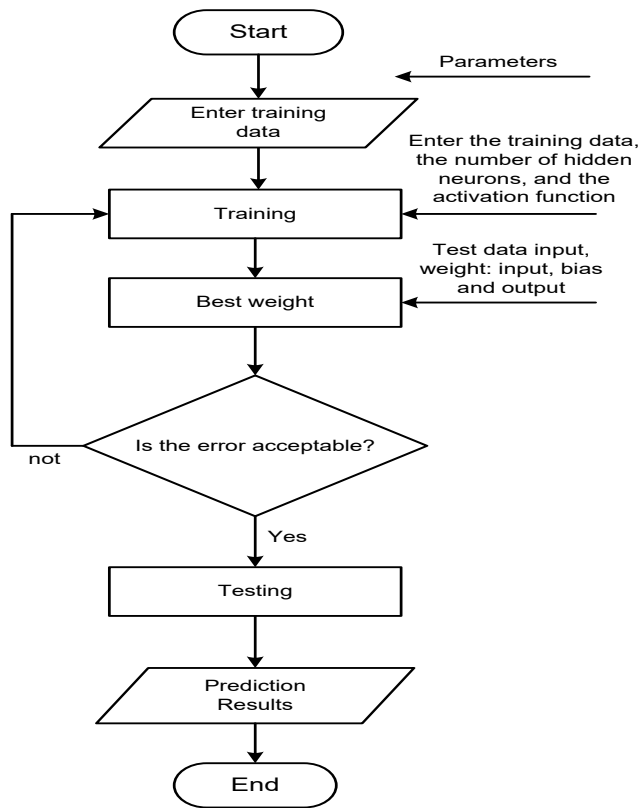 Start
Parameters
Enter training
data
Enter the training data,
the number of hidden
neurons, and the
activation function
Training
Test data input,
weight: input, bias
and output
Best weight
Is the error acceptable?
not
Yes
Testing
Prediction
Results
End